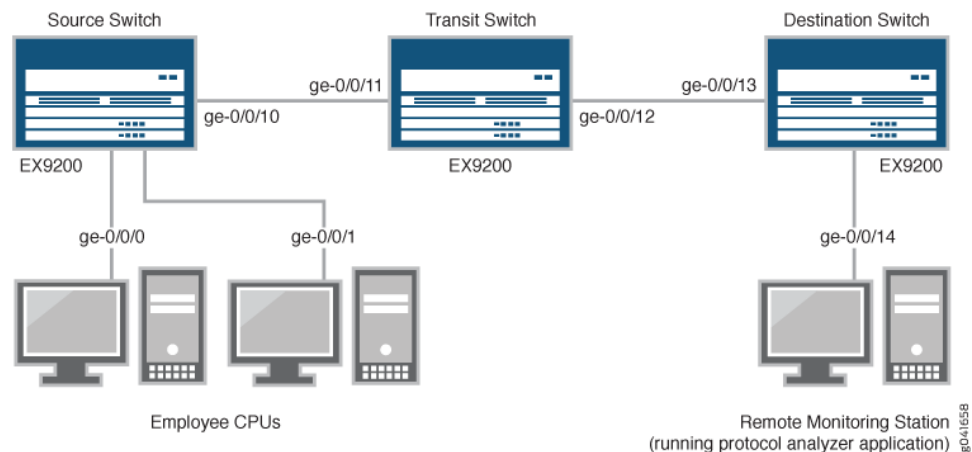 Source Switch
Transit Switch
Destination Switch
ge-0/0/11
ge-0/0/13
ge-0/0/10
ge-0/0/12
EX9200
EX9200
EX9200
ge-0/0/0
ge-0/0/1
ge-0/0/14
Employee CPUs
Remote Monitoring Station
(running protocol analyzer application)
g041658